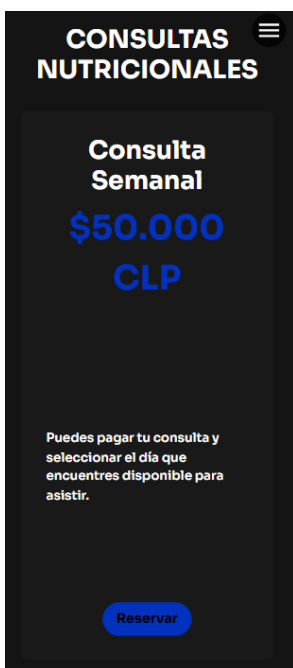 CONSULTAS
NUTRICIONALES
Consulta
Semanal
$50.000
CLP
Puedes pagar tu consulta y
seleccionar el día que
encuentres disponible para
asistir.
Reservar